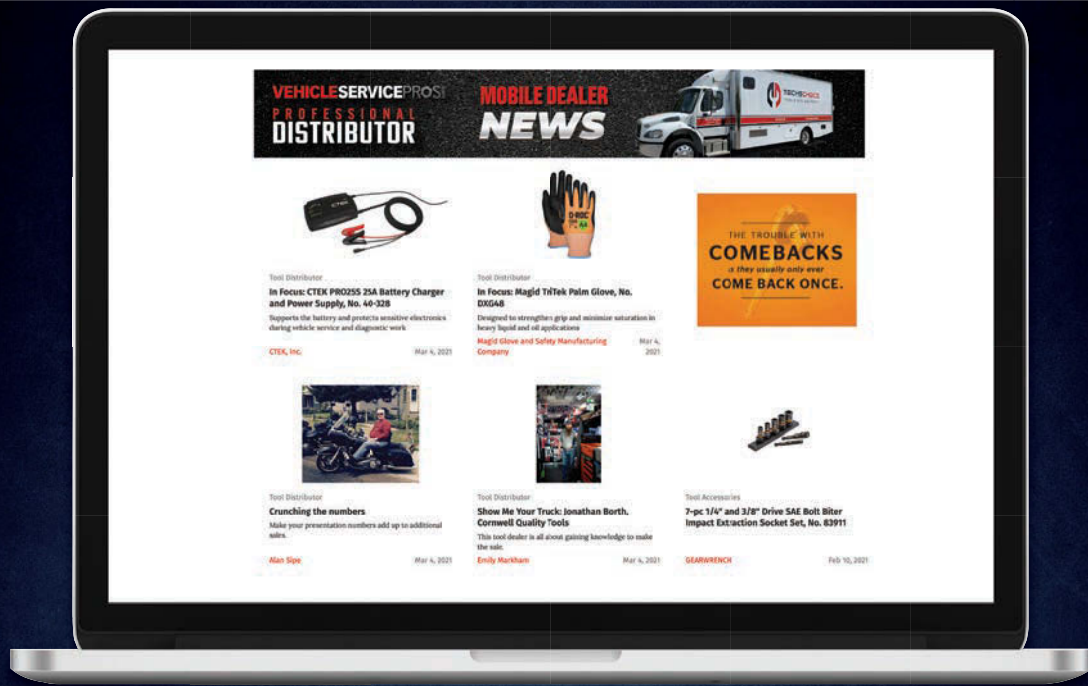 VEHICLESERVICEPROS
PROFESSIONAL
DISTRIBUTOR
MOBILE DEALER
NEWS
CTEK
D-ROC
Tool Distributor
In Focus: CTEK PRO25S 25A Battery Charger
and Power Supply, No. 40-328
Supports the battery and protects sensitive electronics
during vehicle service and diagnostic work
CTEK, Inc.
Mar 4, 2021
Tool Distributor
In Focus: Magid TriTek Palm Glove, No.
DXG48
Designed to strengthen grip and minimize saturation in
heavy liquid and oil applications
Magid Glove and Safety Manufacturing
Company
Mar 4,
2021
THE TROUBLE WITH
COMEBACKS
is they usually only ever
COME BACK ONCE.
Tool Distributor
Crunching the numbers
Make your presentation numbers add up to additional
sales.
Alan Sipe
Mar 4, 2021
Tool Distributor
Show Me Your Truck: Jonathan Borth,
Cornwell Quality Tools
This tool dealer is all about gaining knowledge to make
the sale.
Emily Markham
Mar 4, 2021
Tool Accessories
7-pc 1/4" and 3/8" Drive SAE Bolt Biter
Impact Extraction Socket Set, No. 83911
GEARWRENCH
Feb 10, 2021